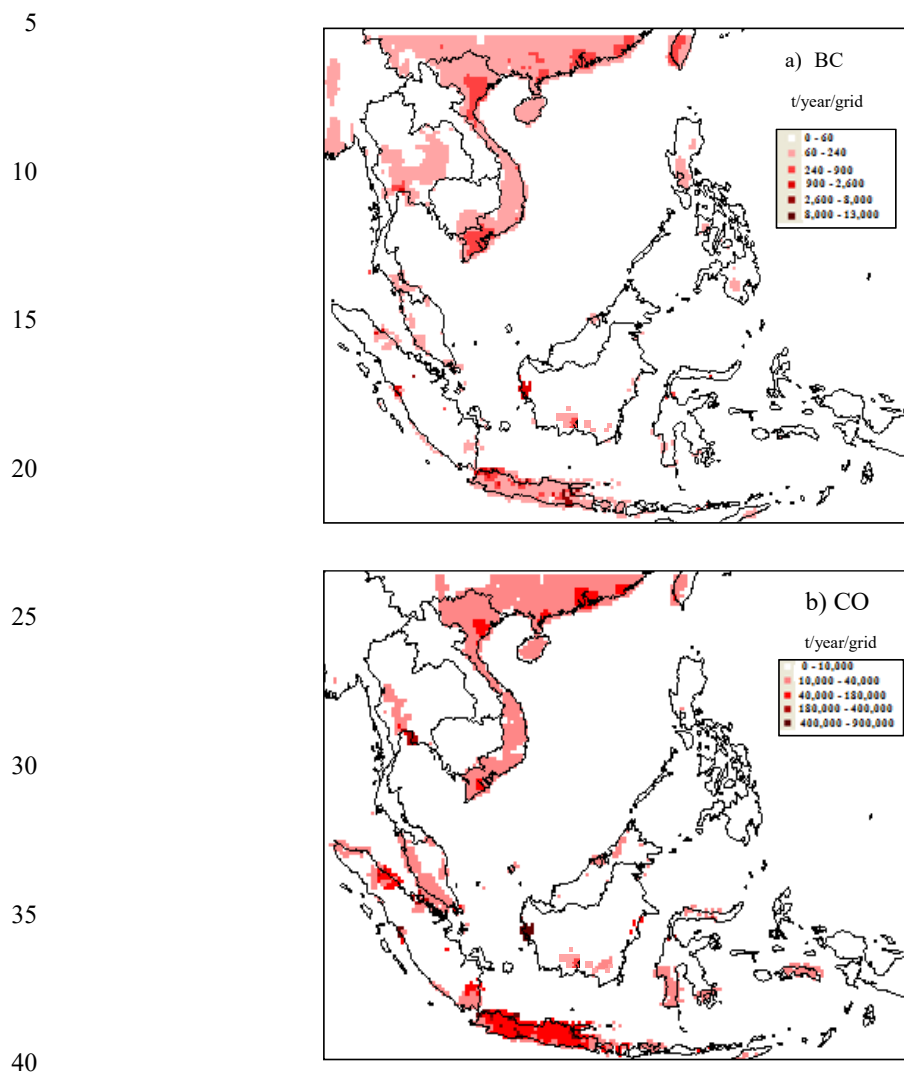 5
a) BC
t/year/grid
0 - 60
60 - 240
240 - 900
900 - 2,600
2,600 - 8,000
8,000 - 13,000
10
15
20
25
b) CO
t/year/grid
0 - 10,000
10,000 - 40,000
40,000 - 180,000
180,000 - 400,000
400,000 - 900,000
30
35
40